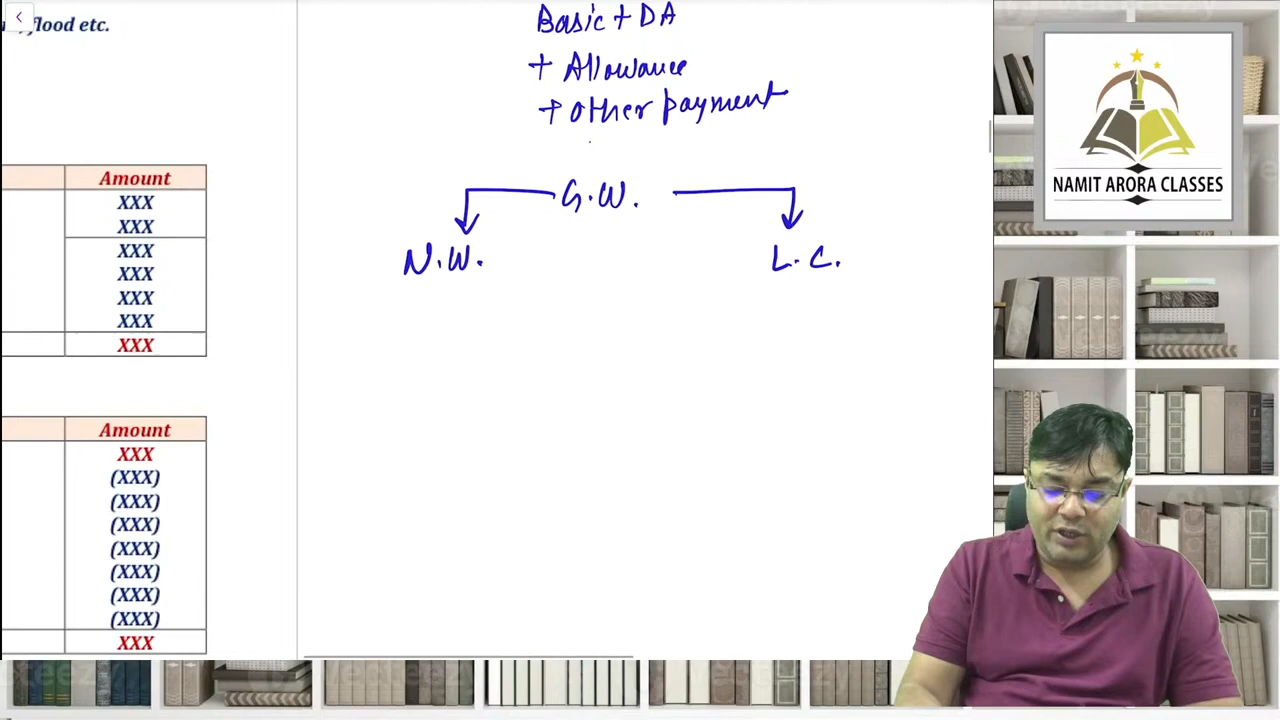 flood etc.
Basic + DA
+ Allowance
+ other payment
G.W.
N.W.
L.C.
Amount
XXX
XXX
XXX
XXX
XXX
XXX
XXX
Amount
XXX
(XXX)
(XXX)
(XXX)
(XXX)
(XXX)
(XXX)
(XXX)
XXX
NAMIT ARORA CLASSES